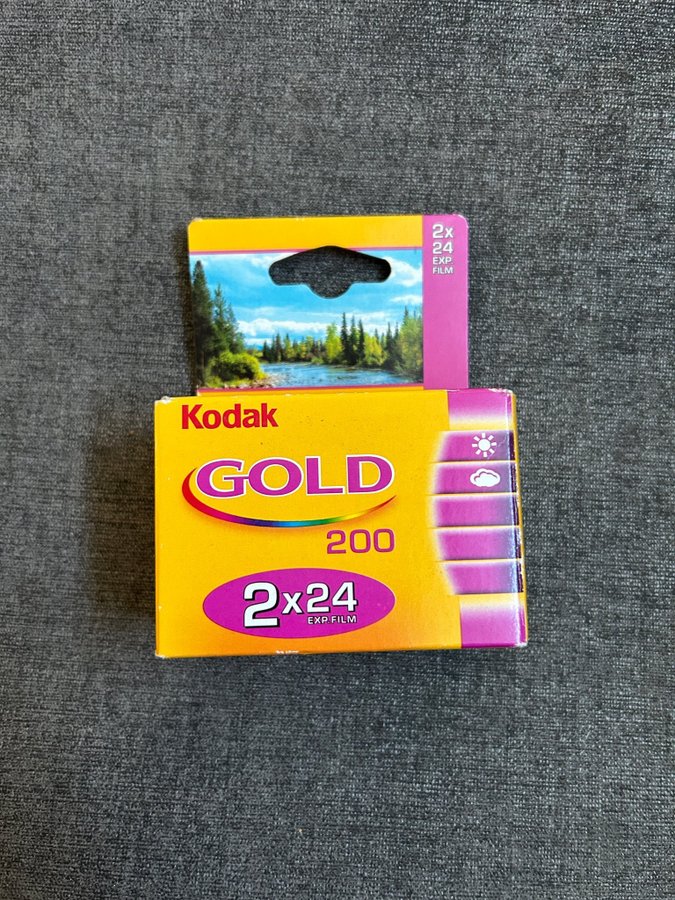 2x
24
EXP
FILM
Kodak
GOLD
200
2x24
EXP.FILM